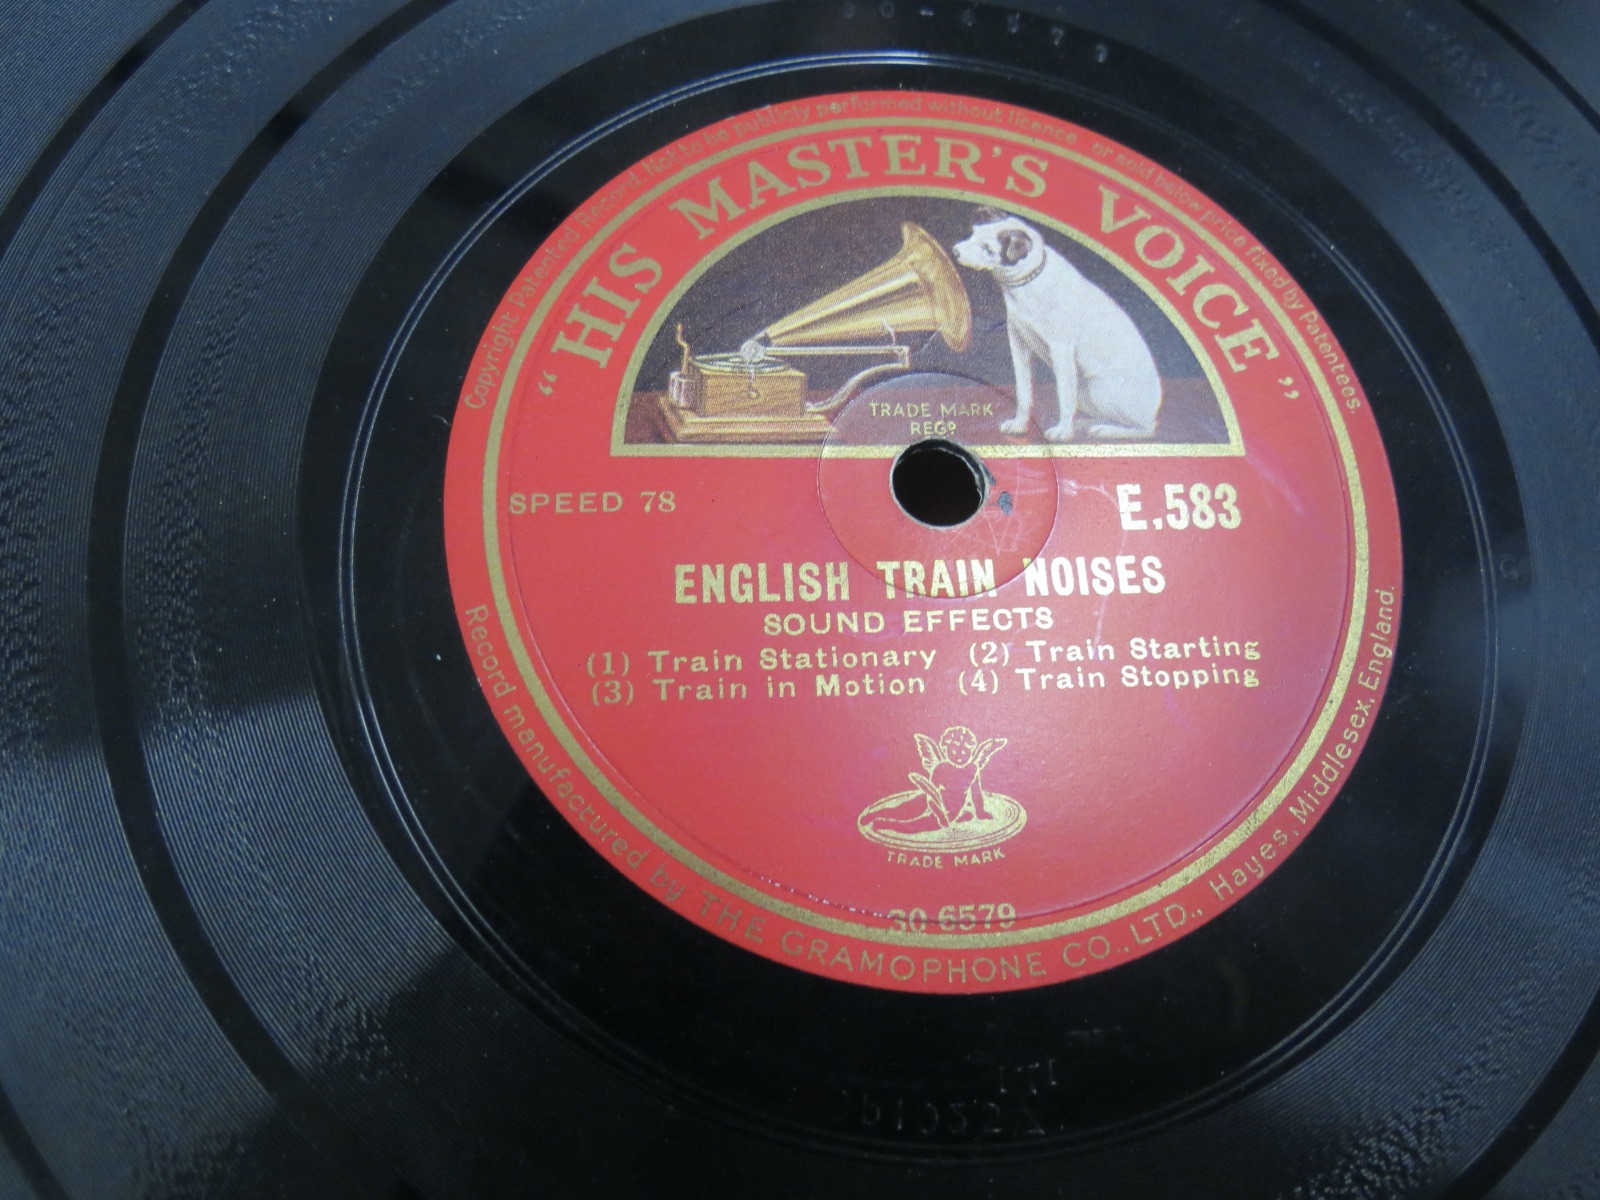 Copyright Patented Record Not to be publicly performed without licence or sold below price fixed by Patentees.
“HIS MASTER'S VOICE”
TRADE MARK
REGD
SPEED 78
E.583
ENGLISH TRAIN NOISES
SOUND EFFECTS
(1) Train Stationary (2) Train Starting
(3) Train in Motion (4) Train Stopping
TRADE MARK
30-6579
Record manufactured by THE GRAMOPHONE CO., LTD., Hayes, Middlesex, England.